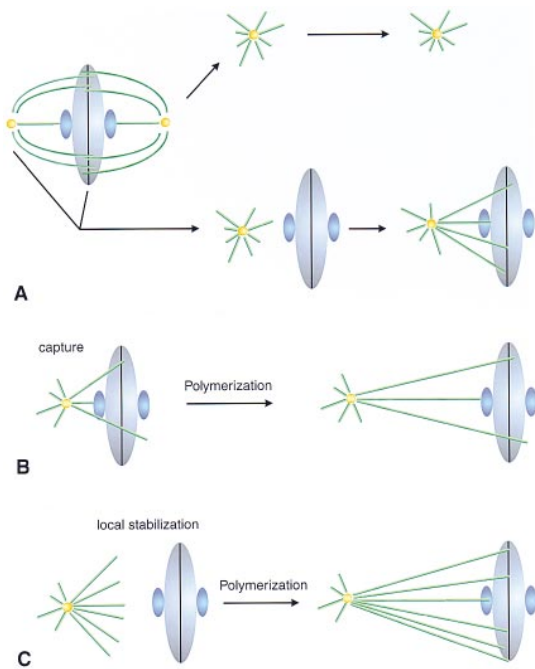 A
capture
Polymerization
B
local stabilization
Polymerization
C